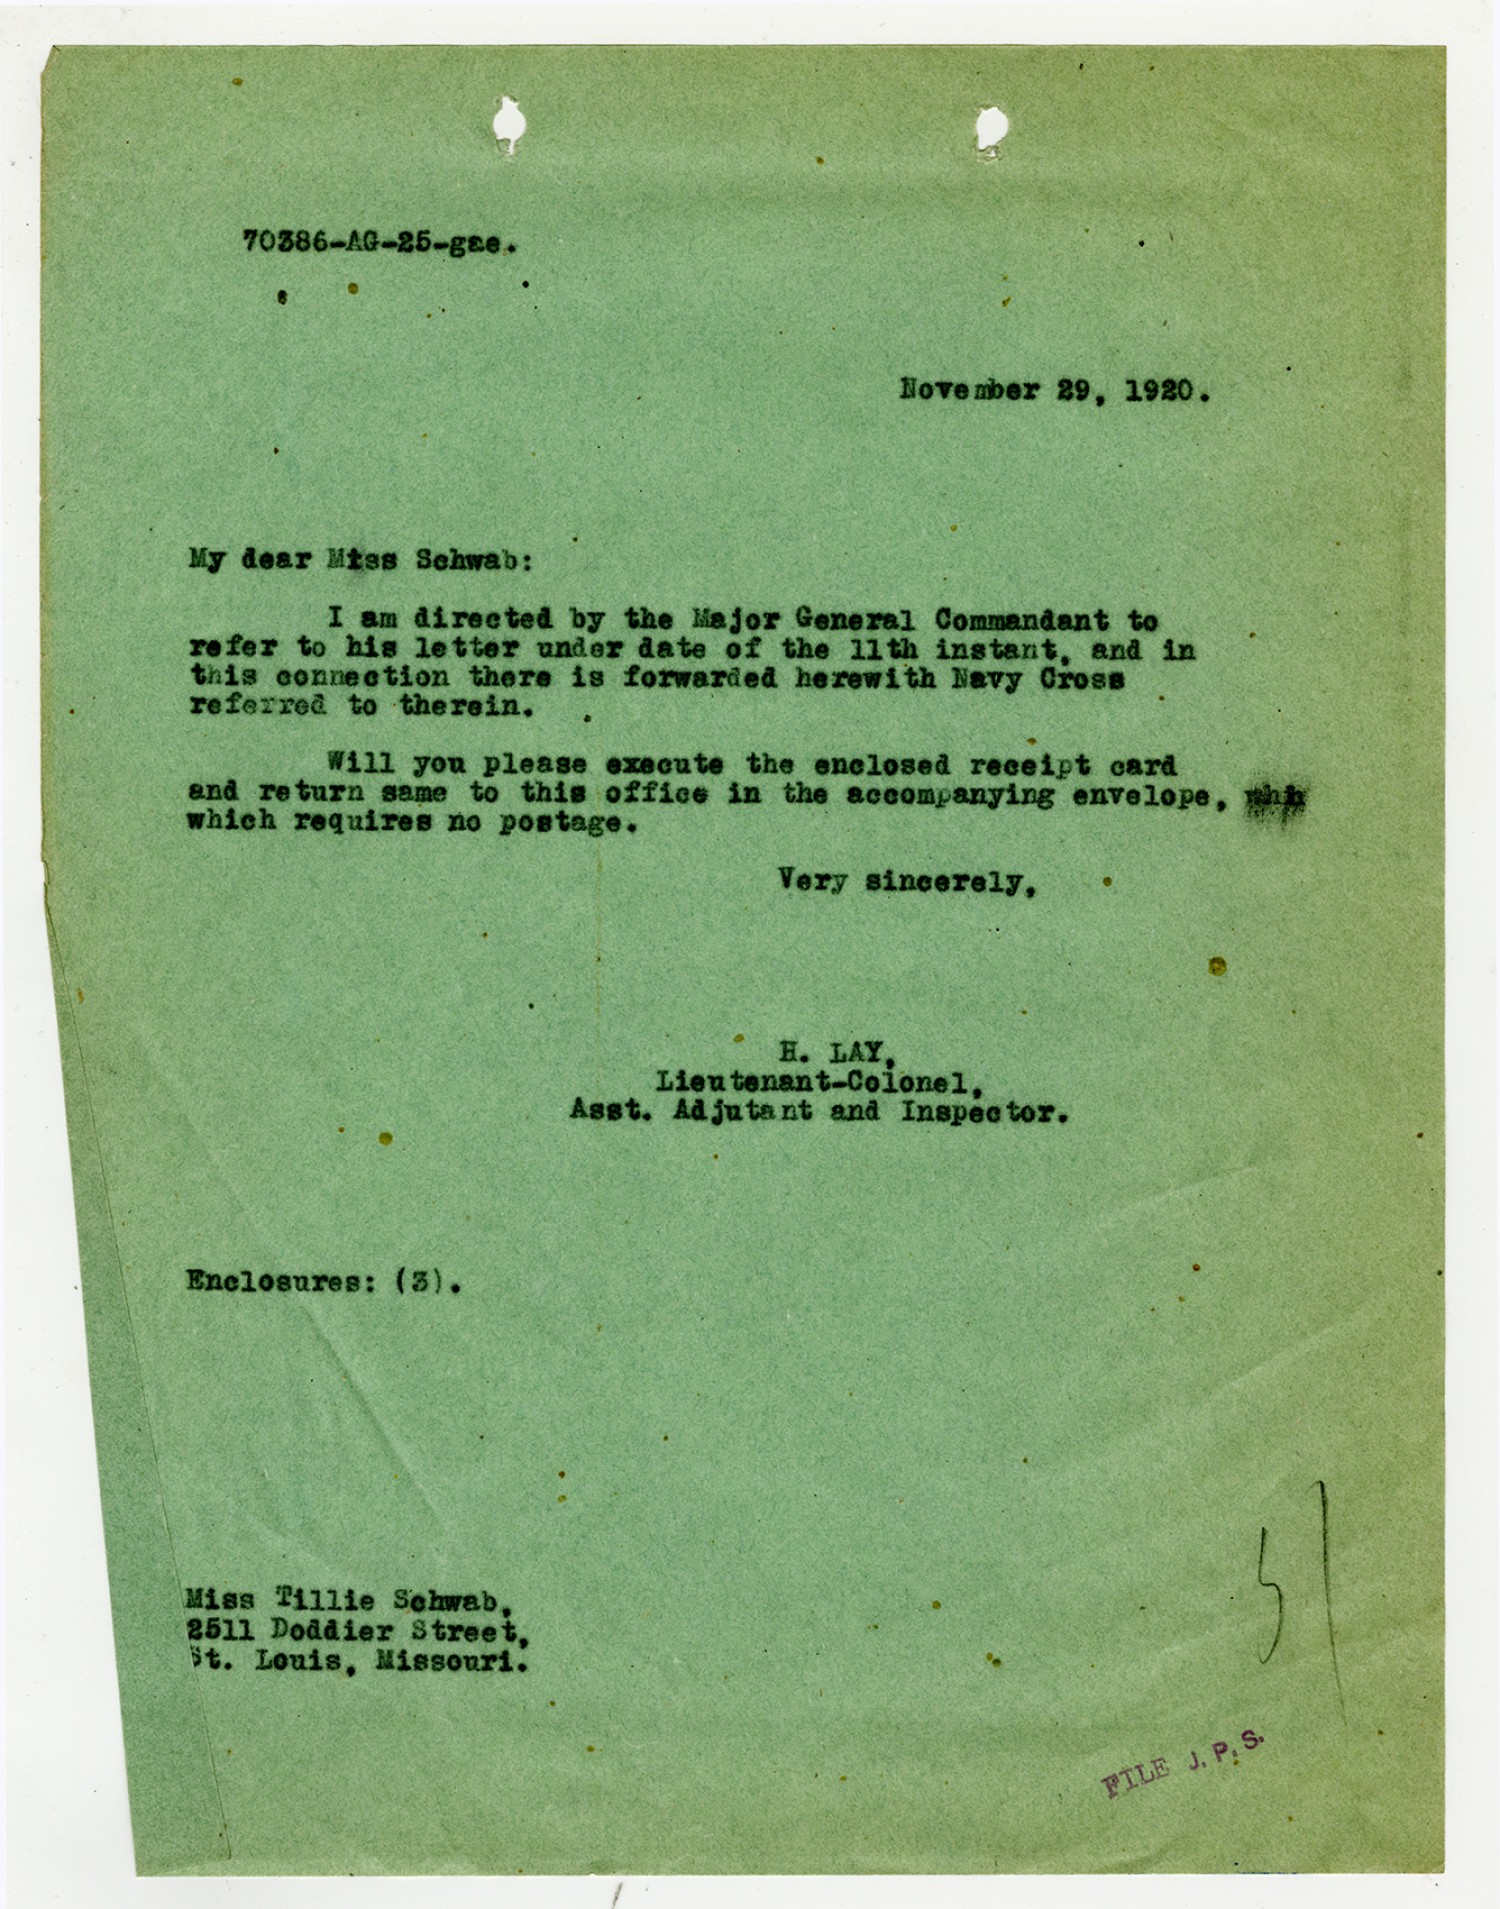 70386-AG-25-gae.
November 29, 1920.
My dear Miss Schwab:
I am directed by the Major General Commandant to
refer to his letter under date of the 11th instant, and in
this connection there is forwarded herewith Navy Cross
referred to therein.
Will you please execute the enclosed receipt card
and return same to this office in the accompanying envelope,
which requires no postage.
Very sincerely,
H. LAY,
Lieutenant-Colonel,
Asst. Adjutant and Inspector.
Enclosures: (3).
Miss Tillie Schwab,
2511 Doddier Street,
St. Louis, Missouri.
FILE J. P. S.